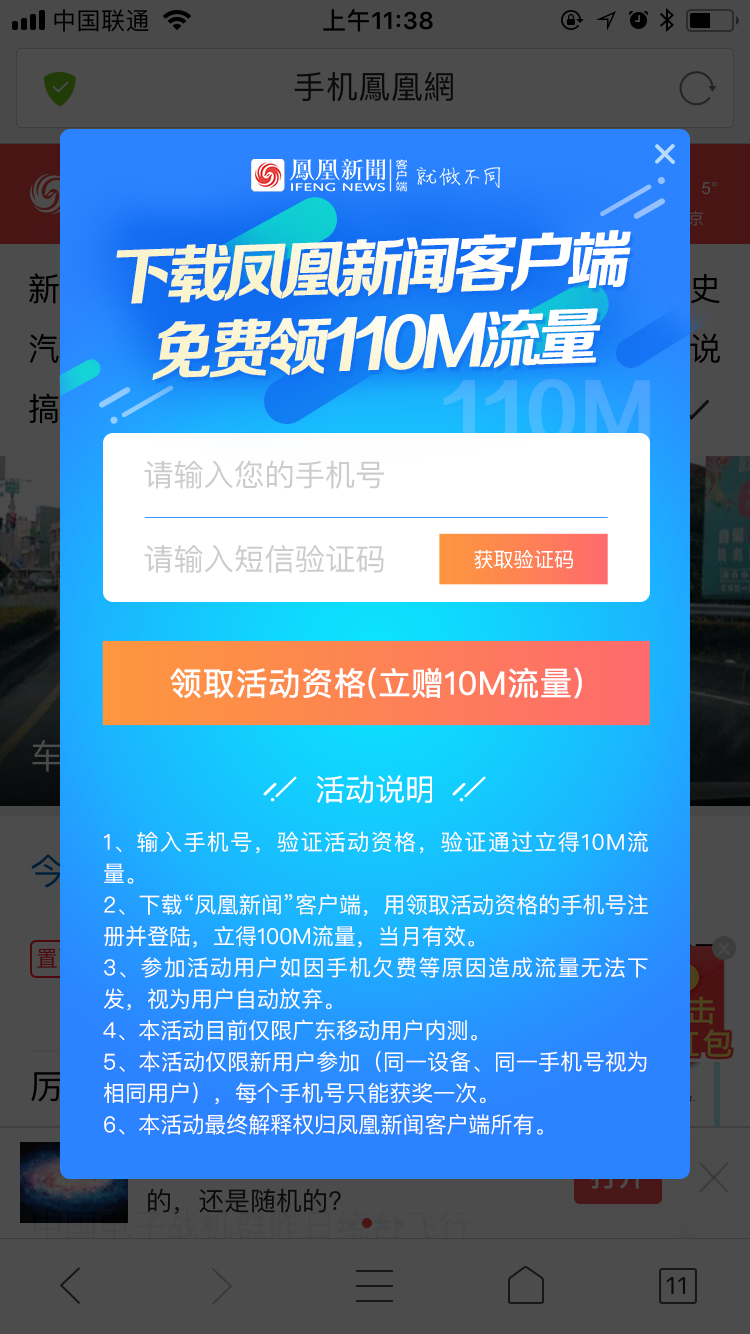 中国联通
上午11:38
手机鳳凰網
鳳凰新聞 客户端 就做不同
IFENG NEWS
5°
京
下载凤凰新闻客户端
免费领110M流量
110M
新
史
汽
说
搞
请输入您的手机号
请输入短信验证码
获取验证码
领取活动资格(立赠10M流量)
车
活动说明
1、输入手机号，验证活动资格，验证通过立得10M流
量。
2、下载“凤凰新闻”客户端，用领取活动资格的手机号注
册并登陆，立得100M流量，当月有效。
3、参加活动用户如因手机欠费等原因造成流量无法下
发，视为用户自动放弃。
4、本活动目前仅限广东移动用户内测。
5、本活动仅限新用户参加（同一设备、同一手机号视为
相同用户），每个手机号只能获奖一次。
6、本活动最终解释权归凤凰新闻客户端所有。
今
置
击
红包
厉
打开
的，还是随机的?
11